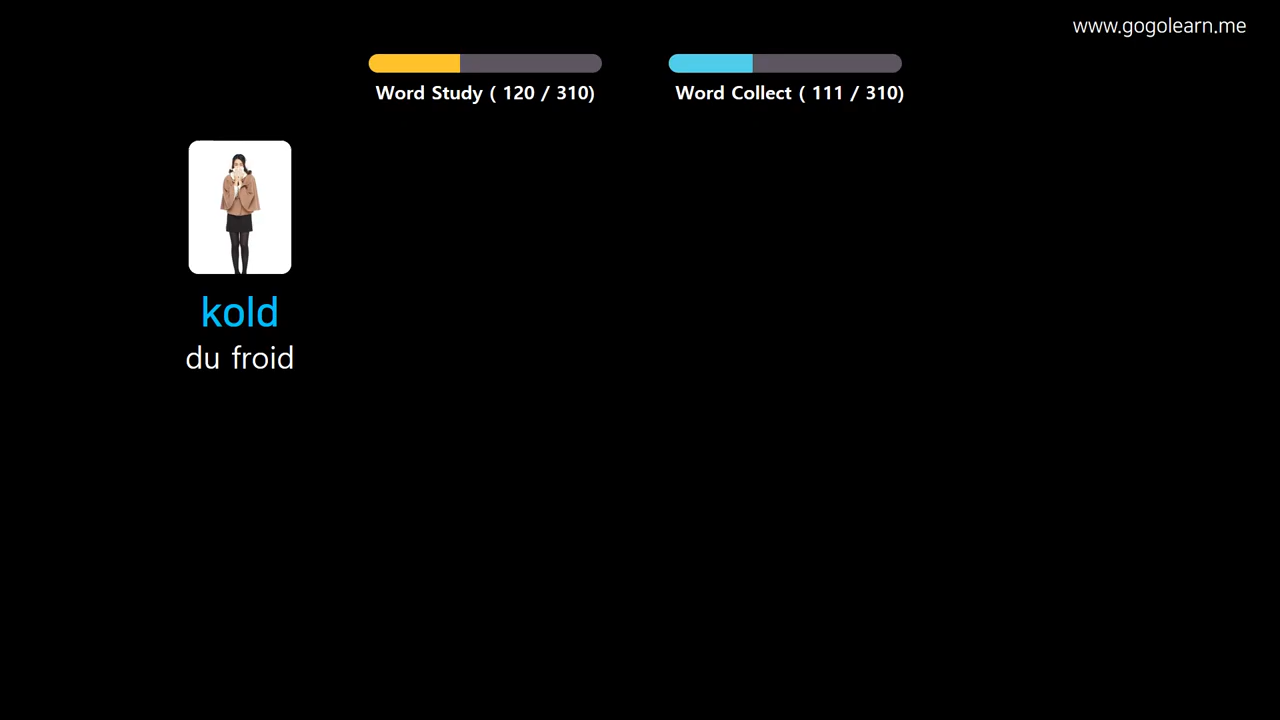 www.gogolearn.me
Word Study ( 120 / 310)
Word Collect ( 111 / 310)
kold
du froid